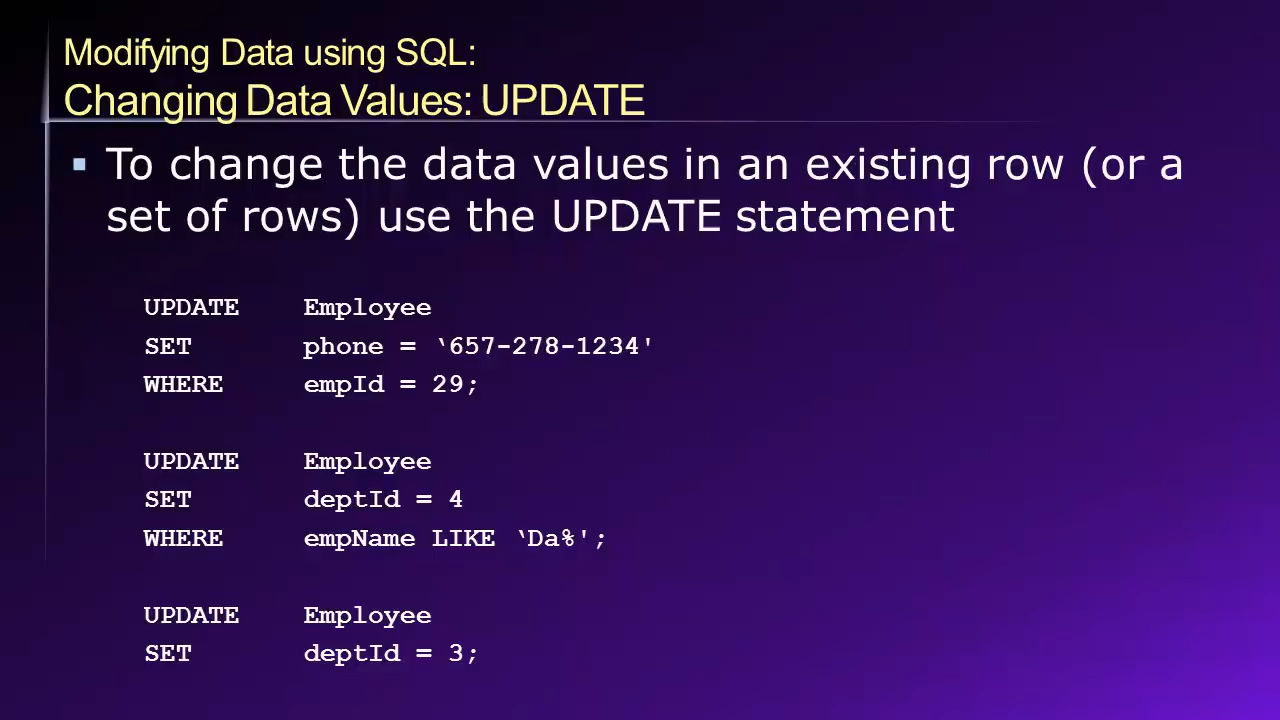 Modifying Data using SQL:
Changing Data Values: UPDATE
▪ To change the data values in an existing row (or a
set of rows) use the UPDATE statement
UPDATE Employee
SET phone = ‘657-278-1234'
WHERE empId = 29;
UPDATE Employee
SET deptId = 4
WHERE empName LIKE ‘Da%';
UPDATE Employee
SET deptId = 3;